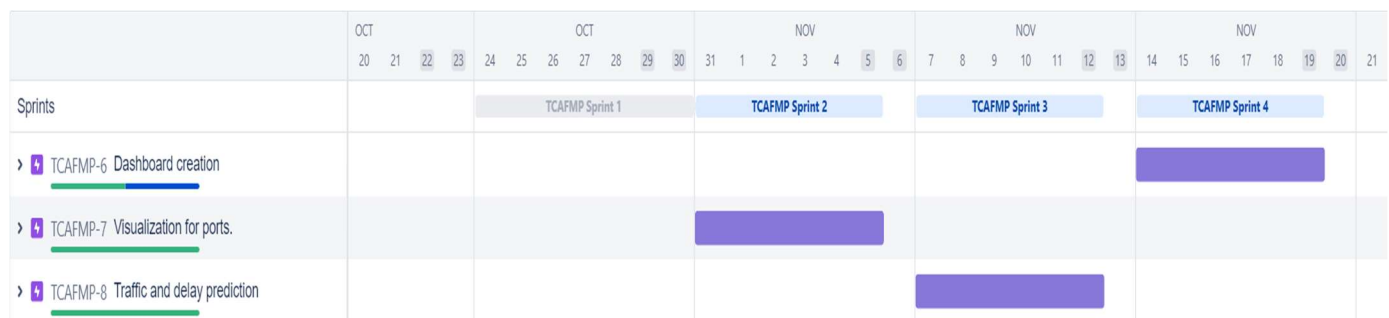 OCT OCT NOV NOV NOV
20 21 22 23 24 25 26 27 28 29 30 31 1 2 3 4 5 6 7 8 9 10 11 12 13 14 15 16 17 18 19 20 21
Sprints TCAFMP Sprint 1 TCAFMP Sprint 2 TCAFMP Sprint 3 TCAFMP Sprint 4
TCAFMP-6 Dashboard creation
TCAFMP-7 Visualization for ports.
TCAFMP-8 Traffic and delay prediction